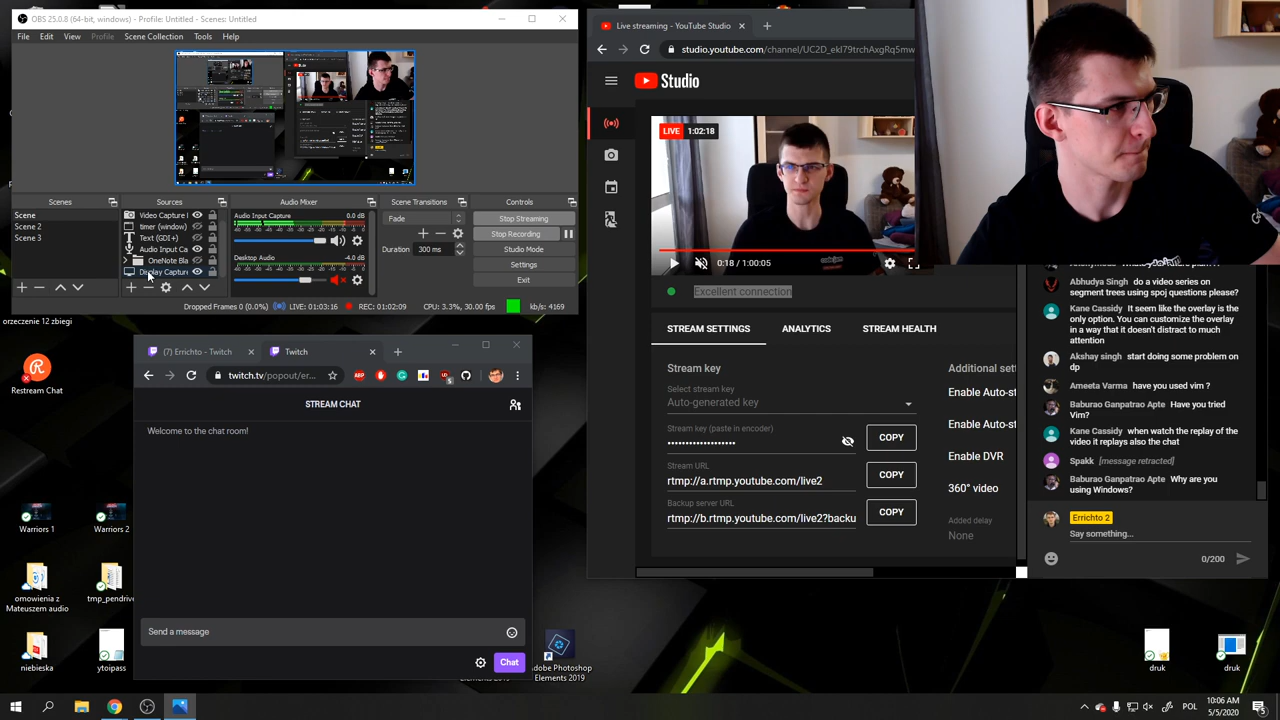 OBS 25.0.8 (64-bit, windows) - Profile: Untitled - Scenes: Untitled
File Edit View Profile Scene Collection Tools Help
Scenes
Scene
Scene 2
Scene 3
Sources
Video Capture
timer (window)
Text (GDI+)
Audio Input Ca
OneNote Bla
Display Capture
Audio Mixer
Audio Input Capture 0.0 dB
Desktop Audio -4.0 dB
Scene Transitions
Fade
Duration 300 ms
Controls
Stop Streaming
Stop Recording
Studio Mode
Settings
Exit
Dropped Frames 0 (0.0%) LIVE: 01:03:16 REC: 01:02:09 CPU: 3.3%, 30.00 fps kb/s: 4169
orzeczenie 12 zbiegi
Restream Chat
Warriors 1
Warriors 2
omowienia z
Mateuszem audio
tmp_pendrive
niebieska
ytoipass
(7) Errichto - Twitch
Twitch
twitch.tv/popout/er...
STREAM CHAT
Welcome to the chat room!
Send a message
Chat
Adobe Photoshop
Elements 2019
Live streaming - YouTube Studio
studio.youtube.com/channel/UC2D_
Studio
LIVE 1:02:18
0:18 / 1:00:05
Excellent connection
STREAM SETTINGS
ANALYTICS
STREAM HEALTH
Stream key
Select stream key
Auto-generated key
Stream key (paste in encoder)
••••••••••••••••••••
COPY
Stream URL
rtmp://a.rtmp.youtube.com/live2
COPY
Backup server URL
rtmp://b.rtmp.youtube.com/live2?backu
COPY
Additional set
Enable Auto-st
Enable Auto-st
Enable DVR
360° video
Added delay
None
Abhudya Singh do a video series on
segment trees using spoj questions please?
Kane Cassidy It seem like the overlay is the
only option. You can customize the overlay
in a way that it doesn't distract to much
attention
Akshay singh start doing some problem on
dp
Ameeta Varma have you used vim ?
Baburao Ganpatrao Apte Have you tried
Vim?
Kane Cassidy when watch the replay of the
video it replays also the chat
Spakk [message retracted]
Baburao Ganpatrao Apte Why are you
using Windows?
Errichto 2
Say something...
0/200
druk
druk
POL
10:06 AM
5/5/2020